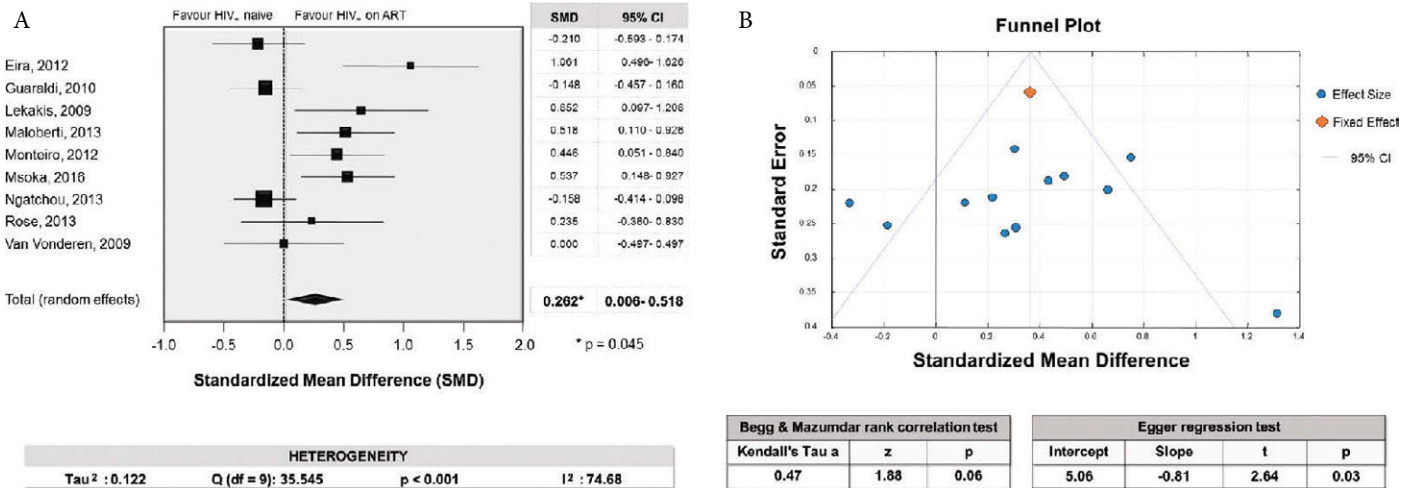 A
Favour HIV+ naive Favour HIV+ on ART
SMD 95% CI
-0.210 -0.593 - 0.174
Eira, 2012 1.061 0.496- 1.626
Guaraldi, 2010 -0.148 -0.457 - 0.160
Lekakis, 2009 0.652 0.097- 1.206
Maloberti, 2013 0.518 0.110 - 0.926
Monteiro, 2012 0.446 0.051 - 0.840
Msoka, 2016 0.537 0.148- 0.927
Ngatchou, 2013 -0.158 -0.414 - 0.098
Rose, 2013 0.235 -0.360- 0.830
Van Vonderen, 2009 0.000 -0.497- 0.497
Total (random effects) 0.262* 0.006- 0.518
-1.0 -0.5 0.0 0.5 1.0 1.5 2.0
* p = 0.045
Standardized Mean Difference (SMD)
HETEROGENEITY
Tau² : 0.122 Q (df = 9): 35.545 p < 0.001 I² : 74.68
B
Funnel Plot
Standard Error
0
0.05
0.1
0.15
0.2
0.25
0.3
0.35
0.4
-0.4 -0.2 0 0.2 0.4 0.6 0.8 1 1.2 1.4
Standardized Mean Difference
Effect Size
Fixed Effect
95% CI
Begg & Mazumdar rank correlation test
Kendall's Tau a z p
0.47 1.88 0.06
Egger regression test
Intercept Slope t p
5.06 -0.81 2.64 0.03